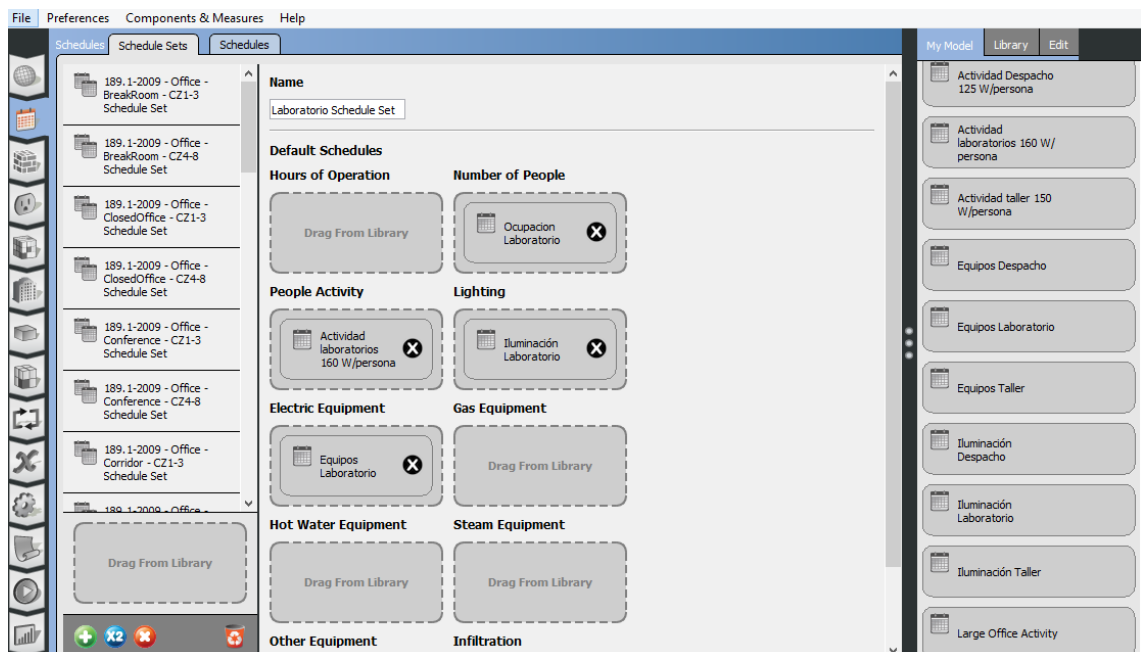 File Preferences Components & Measures Help
Schedules Schedule Sets Schedules
My Model Library Edit
189.1-2009 - Office -
BreakRoom - CZ1-3
Schedule Set
189.1-2009 - Office -
BreakRoom - CZ4-8
Schedule Set
189.1-2009 - Office -
ClosedOffice - CZ1-3
Schedule Set
189.1-2009 - Office -
ClosedOffice - CZ4-8
Schedule Set
189.1-2009 - Office -
Conference - CZ1-3
Schedule Set
189.1-2009 - Office -
Conference - CZ4-8
Schedule Set
189.1-2009 - Office -
Corridor - CZ1-3
Schedule Set
189.1-2009 - Office -
Drag From Library
X2
Name
Laboratorio Schedule Set
Default Schedules
Hours of Operation Number of People
Drag From Library
Ocupacion
Laboratorio
People Activity Lighting
Actividad
laboratorios
160 W/persona
Iluminación
Laboratorio
Electric Equipment Gas Equipment
Equipos
Laboratorio
Drag From Library
Hot Water Equipment Steam Equipment
Drag From Library Drag From Library
Other Equipment Infiltration
Actividad Despacho
125 W/persona
Actividad
laboratorios 160 W/
persona
Actividad taller 150
W/persona
Equipos Despacho
Equipos Laboratorio
Equipos Taller
Iluminación
Despacho
Iluminación
Laboratorio
Iluminación Taller
Large Office Activity